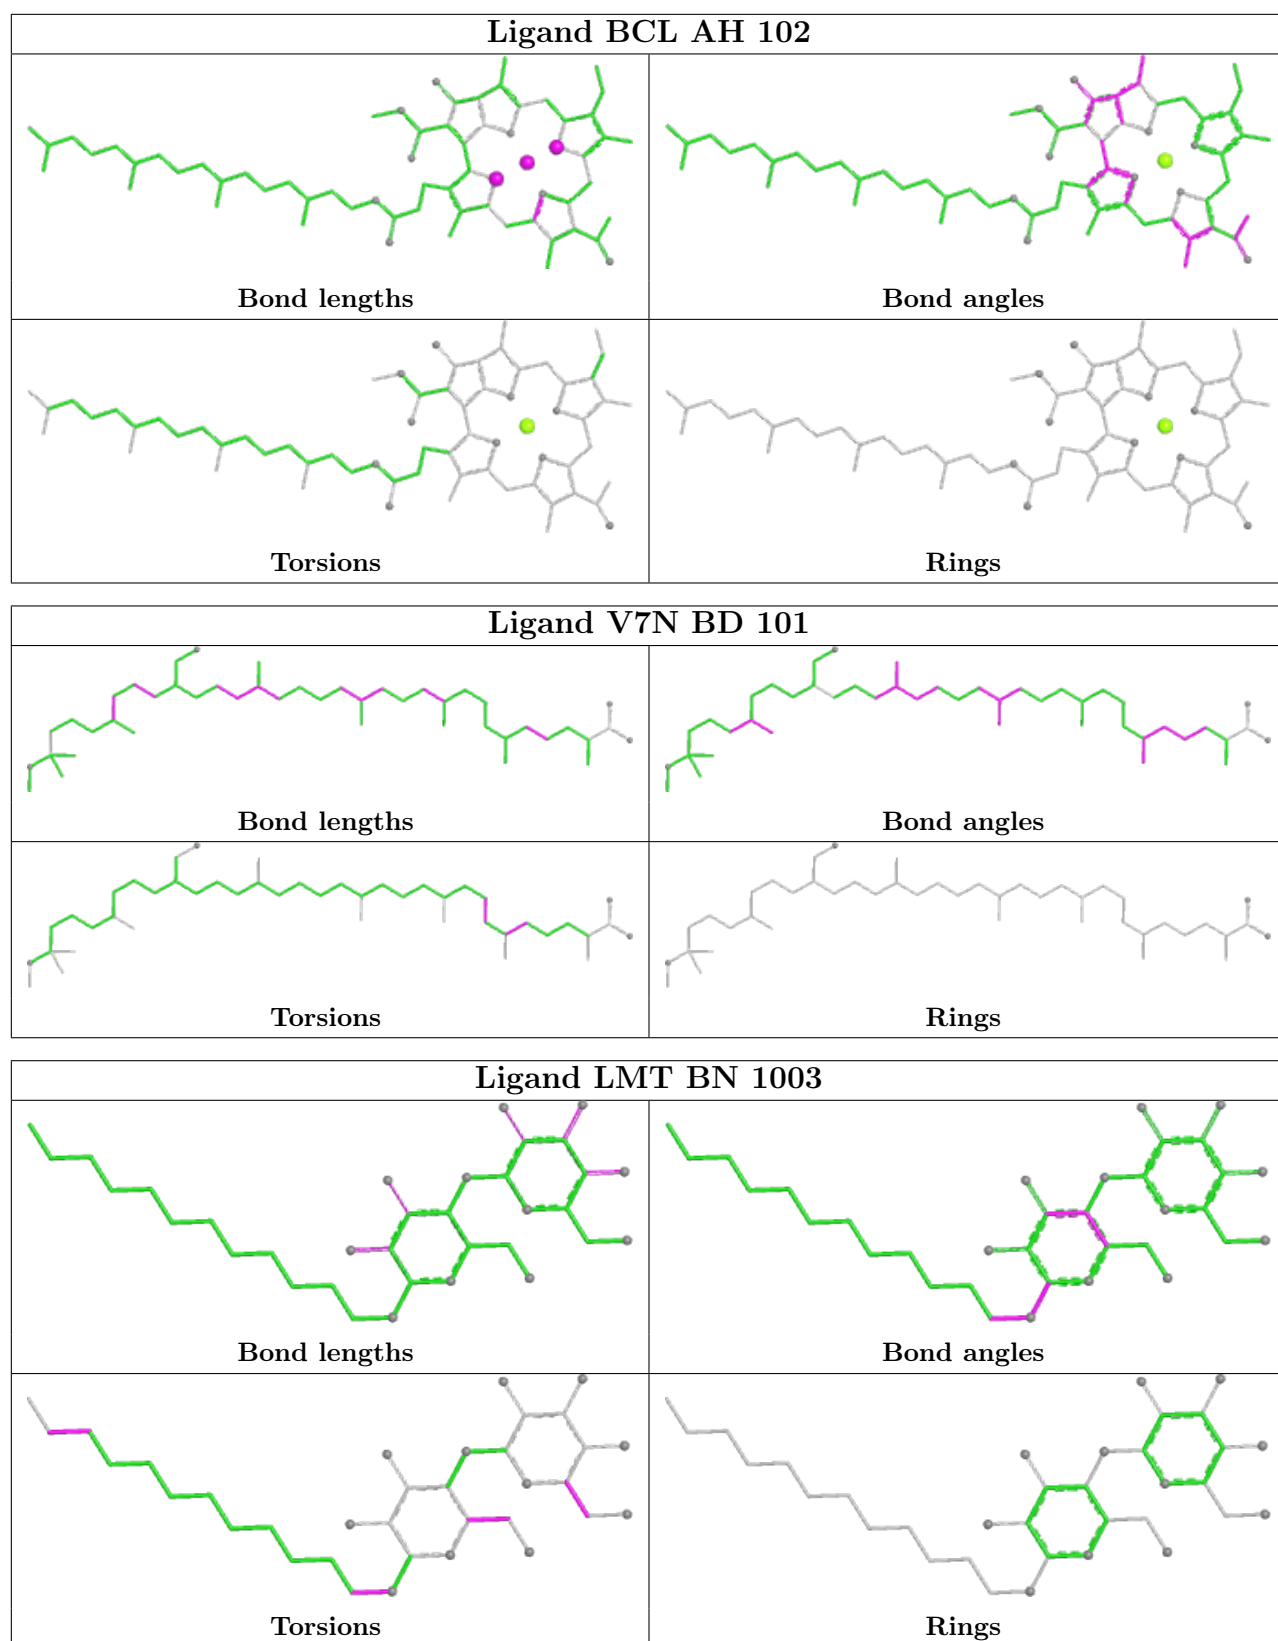 Ligand BCL AH 102
Bond lengths
Bond angles
Torsions
Rings
Ligand V7N BD 101
Bond lengths
Bond angles
Torsions
Rings
Ligand LMT BN 1003
Bond lengths
Bond angles
Torsions
Rings